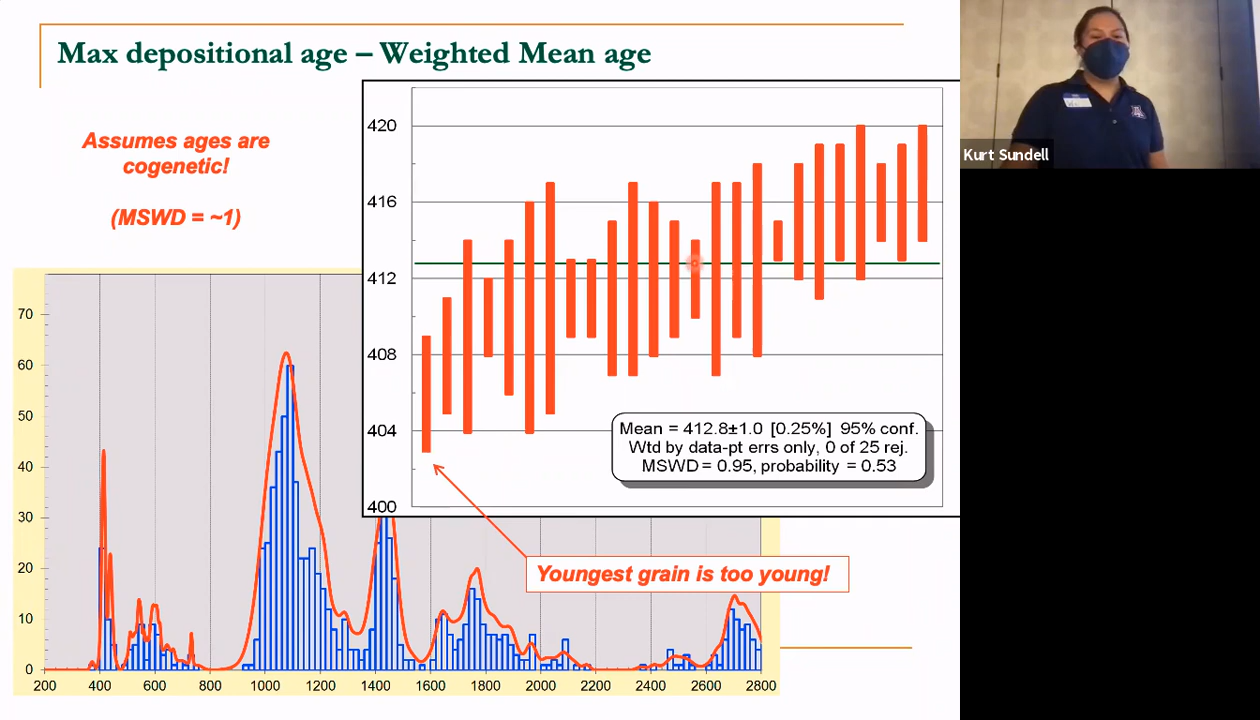 Max depositional age – Weighted Mean age
Assumes ages are
cogenetic!
(MSWD = ~1)
420
416
412
408
404
400
Mean = 412.8±1.0 [0.25%] 95% conf.
Wtd by data-pt errs only, 0 of 25 rej.
MSWD = 0.95, probability = 0.53
Youngest grain is too young!
70
60
50
40
30
20
10
0
200 400 600 800 1000 1200 1400 1600 1800 2000 2200 2400 2600 2800
Kurt Sundell